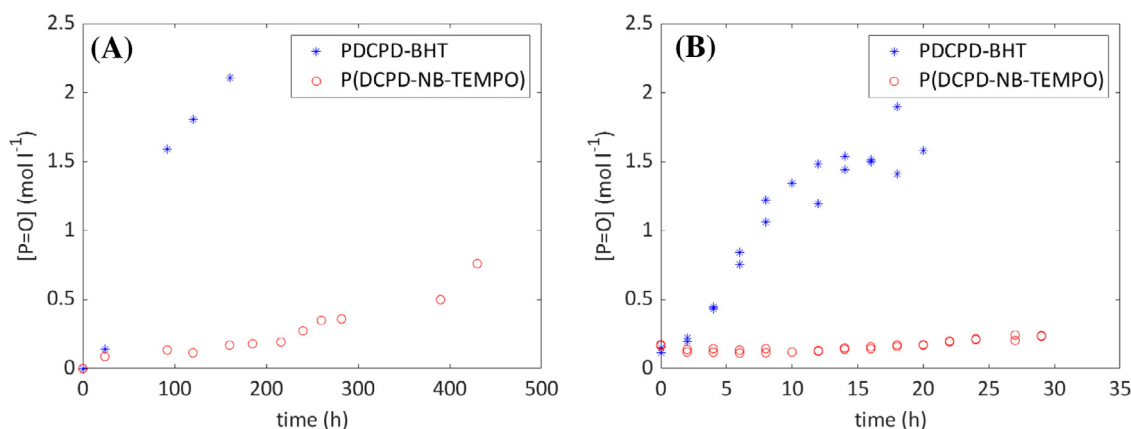 (A)
PDCPD-BHT
P(DCPD-NB-TEMPO)
[P=O] (mol l⁻¹)
2.5
2
1.5
1
0.5
0
0 100 200 300 400 500
time (h)
(B)
PDCPD-BHT
P(DCPD-NB-TEMPO)
[P=O] (mol l⁻¹)
2.5
2
1.5
1
0.5
0
0 5 10 15 20 25 30 35
time (h)